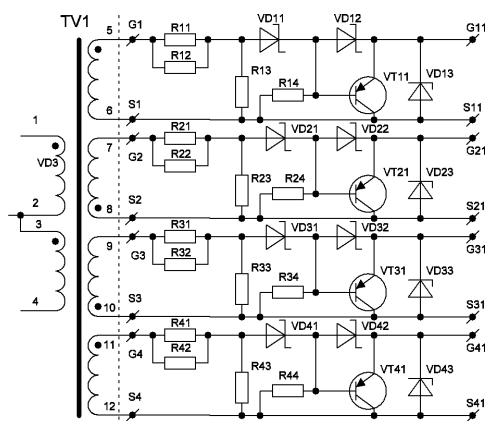 TV1
5 G1 R11 VD11 VD12 G11
R12
R13 R14 VT11 VD13
6 S1 S11
1
7 R21 VD21 VD22 G21
G2 R22
VD3
R23 R24 VT21 VD23
2 8 S2 S21
3
9 R31 VD31 VD32
G3 R32 G31
R33 R34 VT31 VD33
4 10 S3 S31
11 R41 VD41 VD42
G4 R42 G41
R43 R44 VT41 VD43
12 S4 S41